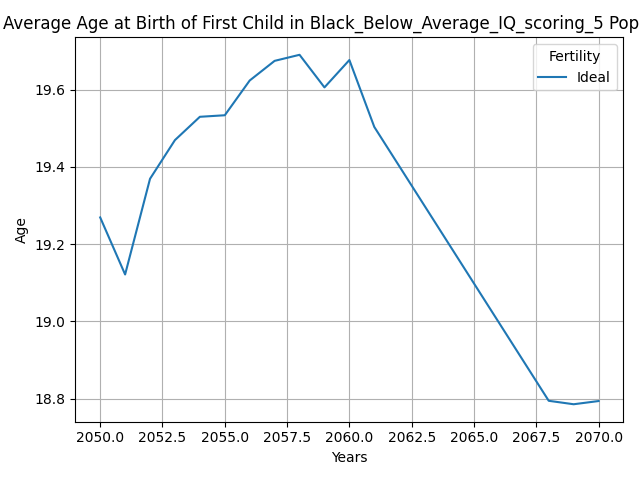 Average Age at Birth of First Child in Black_Below_Average_IQ_scoring_5 Pop
Fertility
Ideal
19.6
19.4
19.2
19.0
18.8
Age
2050.0 2052.5 2055.0 2057.5 2060.0 2062.5 2065.0 2067.5 2070.0
Years